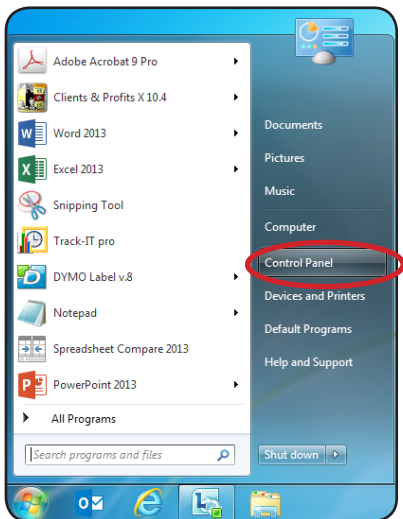 Adobe Acrobat 9 Pro
Clients & Profits X 10.4
Word 2013
Excel 2013
Snipping Tool
Track-IT pro
DYMO Label v.8
Notepad
Spreadsheet Compare 2013
PowerPoint 2013
All Programs
Search programs and files
Documents
Pictures
Music
Computer
Control Panel
Devices and Printers
Default Programs
Help and Support
Shut down